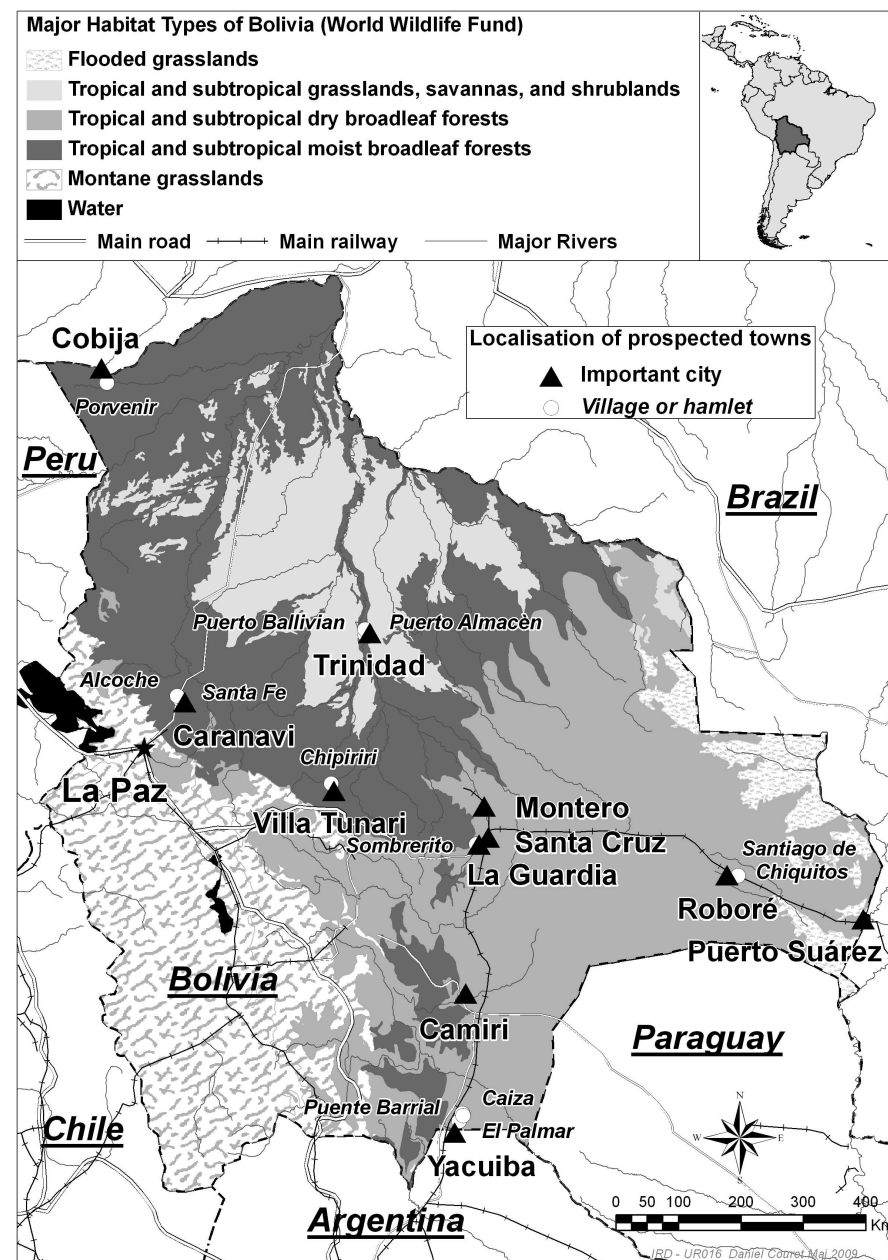 Major Habitat Types of Bolivia (World Wildlife Fund)
Flooded grasslands
Tropical and subtropical grasslands, savannas, and shrublands
Tropical and subtropical dry broadleaf forests
Tropical and subtropical moist broadleaf forests
Montane grasslands
Water
Main road Main railway Major Rivers
Localisation of prospected towns
Important city
Village or hamlet
Cobija
Porvenir
Peru
Brazil
Puerto Ballivian Puerto Almacèn
Trinidad
Alcoche Santa Fe
Caranavi
La Paz
Chipiriri
Villa Tunari
Montero
Sombrerito Santa Cruz
La Guardia
Santiago de
Chiquitos
Roboré
Puerto Suárez
Bolivia
Camiri
Paraguay
Puente Barrial Caiza
El Palmar
Yacuiba
Chile
Argentina
N
W E
S
0 50 100 200 300 400
Km
IRD - UR016 Daniel Couret Mai 2009